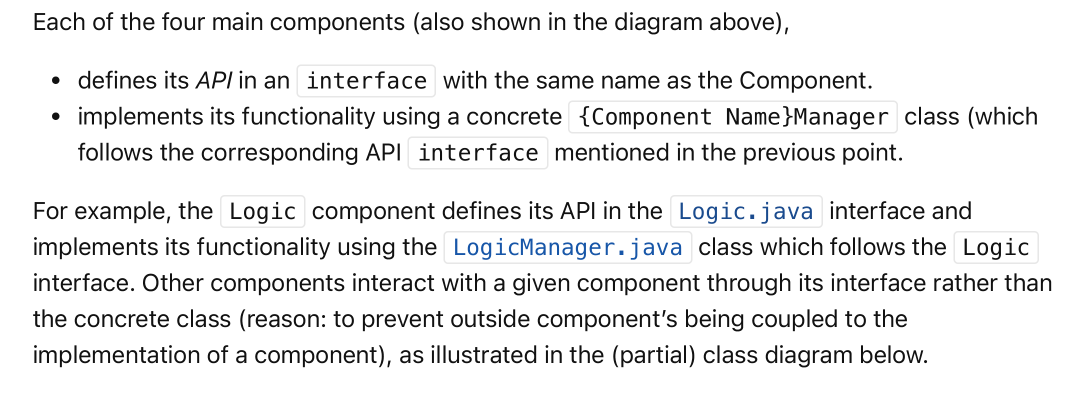 Each of the four main components (also shown in the diagram above),
• defines its API in an interface with the same name as the Component.
• implements its functionality using a concrete {Component Name}Manager class (which
follows the corresponding API interface mentioned in the previous point.
For example, the Logic component defines its API in the Logic.java interface and
implements its functionality using the LogicManager.java class which follows the Logic
interface. Other components interact with a given component through its interface rather than
the concrete class (reason: to prevent outside component’s being coupled to the
implementation of a component), as illustrated in the (partial) class diagram below.